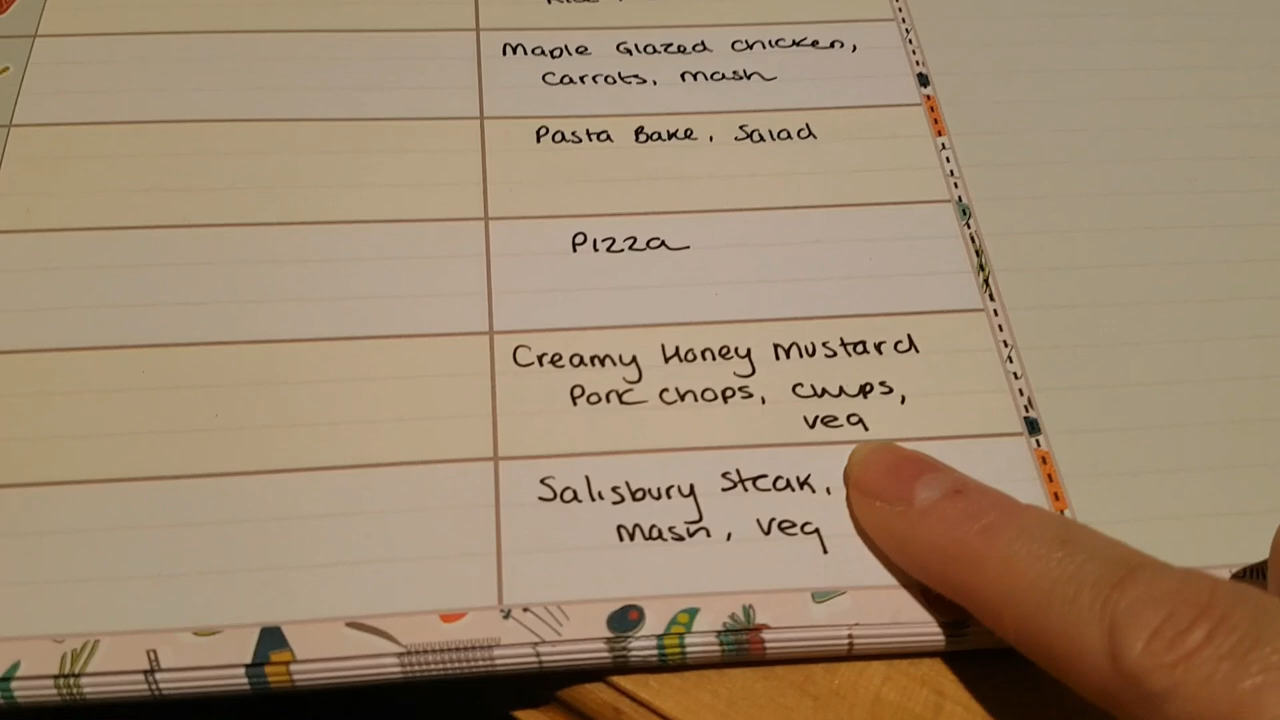 Maple Glazed chicken,
Carrots, mash
Pasta Bake, Salad
Pizza
Creamy Honey mustard
Pork chops, chips,
veg
Salisbury Steak,
Mash, veg